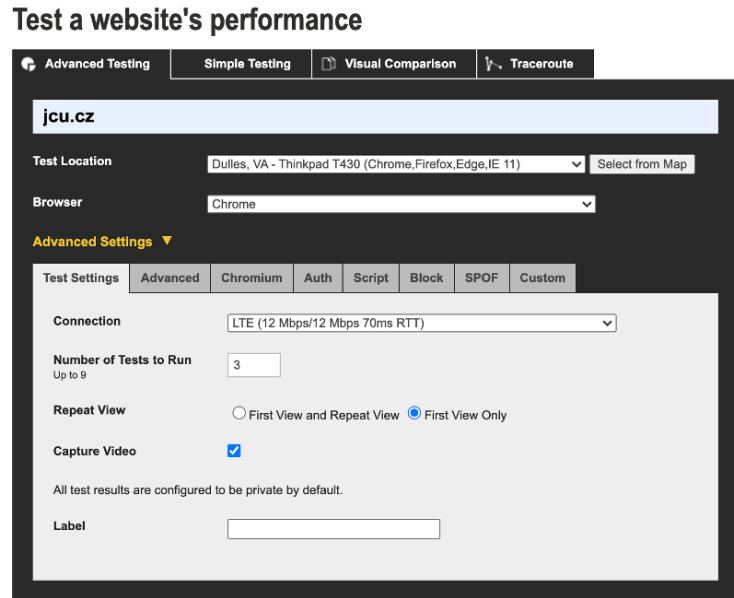 Test a website's performance
Advanced Testing Simple Testing Visual Comparison Traceroute
jcu.cz
Test Location Dulles, VA - Thinkpad T430 (Chrome,Firefox,Edge,IE 11) Select from Map
Browser Chrome
Advanced Settings ▼
Test Settings Advanced Chromium Auth Script Block SPOF Custom
Connection LTE (12 Mbps/12 Mbps 70ms RTT)
Number of Tests to Run 3
Up to 9
Repeat View First View and Repeat View First View Only
Capture Video
All test results are configured to be private by default.
Label